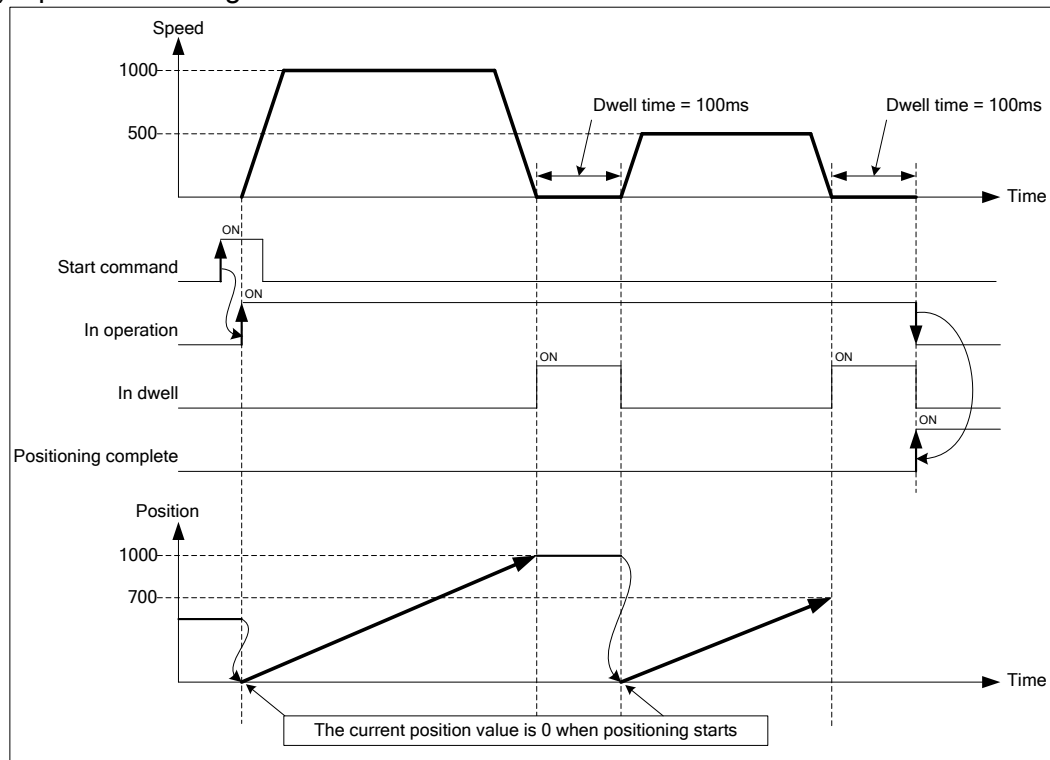 Speed
1000
Dwell time = 100ms
Dwell time = 100ms
500
Time
ON
Start command
ON
In operation
ON
ON
In dwell
ON
Positioning complete
Position
1000
700
Time
The current position value is 0 when positioning starts